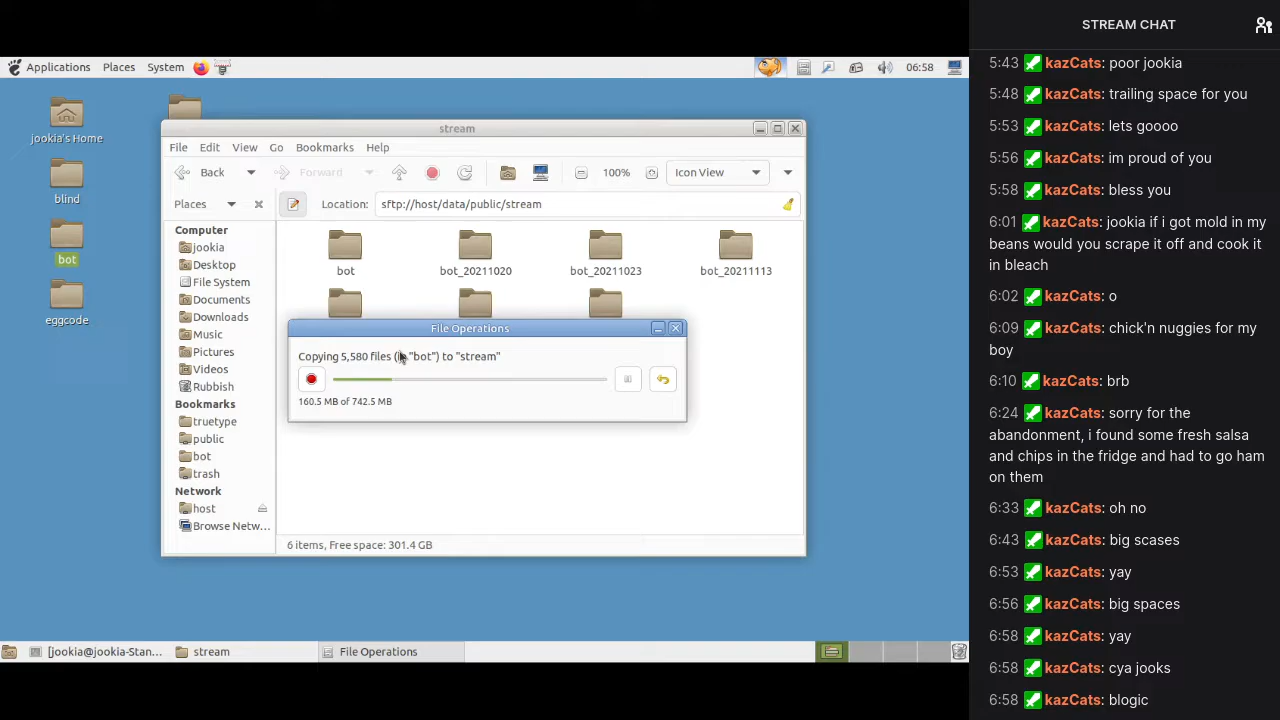 Applications Places System 06:58
jookia's Home
blind
bot
eggcode
stream
File Edit View Go Bookmarks Help
Back Forward 100% Icon View
Places Location: sftp://host/data/public/stream
Computer
jookia
Desktop
File System
Documents
Downloads
Music
Pictures
Videos
Rubbish
Bookmarks
truetype
public
bot
trash
Network
host
Browse Netw...
bot bot_20211020 bot_20211023 bot_20211113
File Operations
Copying 5,580 files ( "bot") to "stream"
160.5 MB of 742.5 MB
6 items, Free space: 301.4 GB
[jookia@jookia-Stan... stream File Operations
STREAM CHAT
5:43 kazCats: poor jookia
5:48 kazCats: trailing space for you
5:53 kazCats: lets goooo
5:56 kazCats: im proud of you
5:58 kazCats: bless you
6:01 kazCats: jookia if i got mold in my
beans would you scrape it off and cook it
in bleach
6:02 kazCats: o
6:09 kazCats: chick'n nuggies for my
boy
6:10 kazCats: brb
6:24 kazCats: sorry for the
abandonment, i found some fresh salsa
and chips in the fridge and had to go ham
on them
6:33 kazCats: oh no
6:43 kazCats: big scases
6:53 kazCats: yay
6:56 kazCats: big spaces
6:58 kazCats: yay
6:58 kazCats: cya jooks
6:58 kazCats: blogic